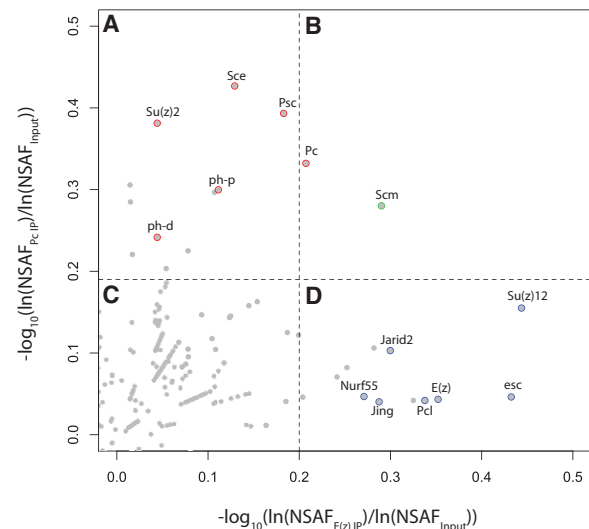 A
B
Sce
Psc
Su(z)2
Pc
ph-p
Scm
ph-d
C
D
Su(z)12
Jarid2
Nurf55
E(z)
esc
Jing
Pcl
0.5
0.4
0.3
0.2
0.1
0.0
-log10(ln(NSAFPc IP)/ln(NSAFInput))
0.0 0.1 0.2 0.3 0.4 0.5
-log10(ln(NSAFE(z) IP)/ln(NSAFInput))